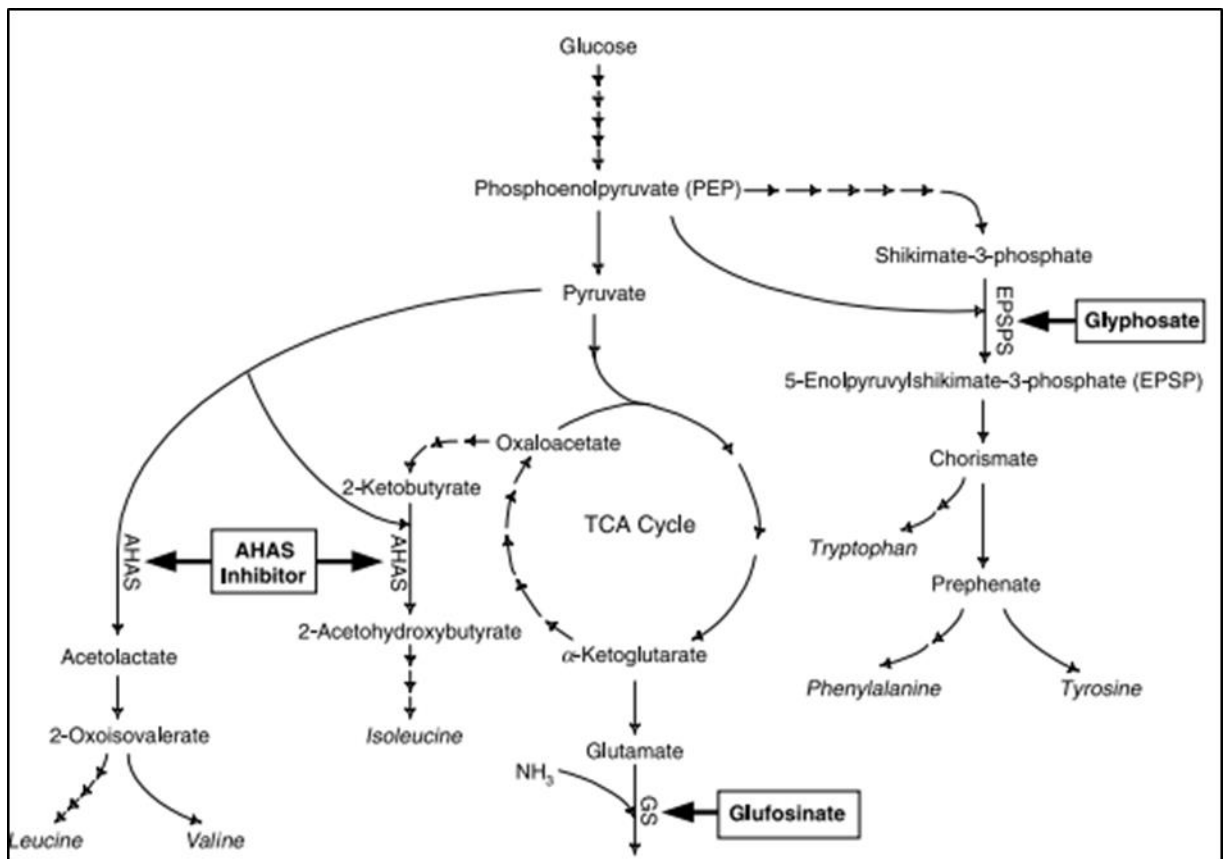 Glucose
Phosphoenolpyruvate (PEP)
Shikimate-3-phosphate
Pyruvate
EPSPS
Glyphosate
5-Enolpyruvylshikimate-3-phosphate (EPSP)
Oxaloacetate
Chorismate
2-Ketobutyrate
TCA Cycle
Tryptophan
AHAS
AHAS
Inhibitor
AHAS
Prephenate
2-Acetohydroxybutyrate
Acetolactate
α-Ketoglutarate
Phenylalanine
Tyrosine
2-Oxoisovalerate
Isoleucine
Glutamate
NH3
GS
Glufosinate
Leucine
Valine